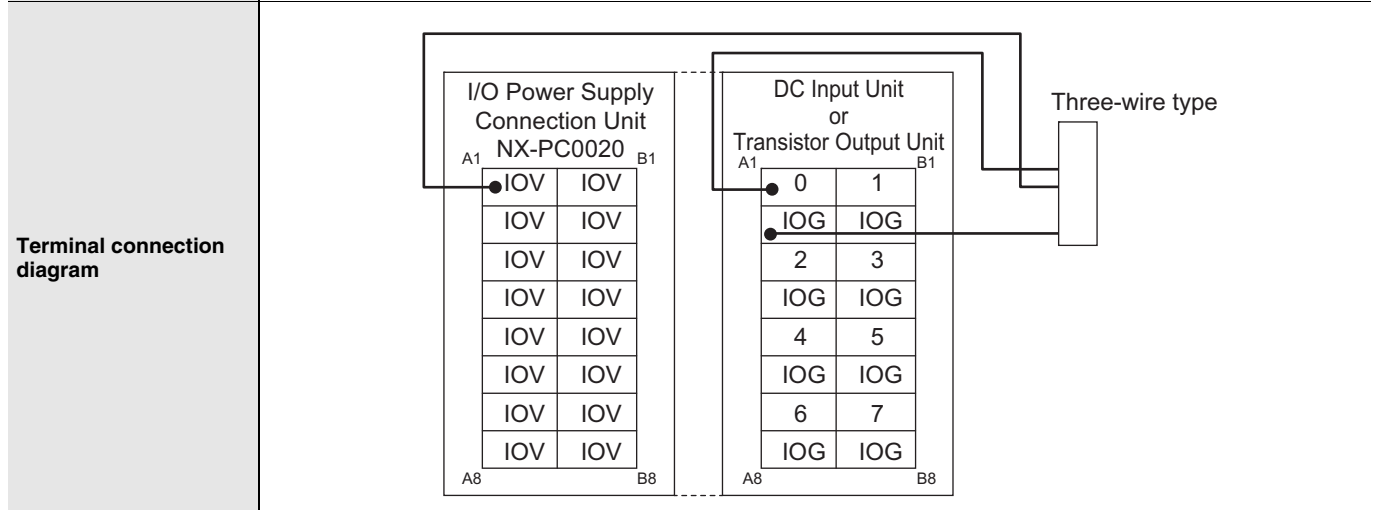 Terminal connection
diagram
I/O Power Supply
Connection Unit
NX-PC0020
A1 B1
IOV IOV
IOV IOV
IOV IOV
IOV IOV
IOV IOV
IOV IOV
IOV IOV
IOV IOV
A8 B8
DC Input Unit
or
Transistor Output Unit
A1 B1
0 1
IOG IOG
2 3
IOG IOG
4 5
IOG IOG
6 7
IOG IOG
A8 B8
Three-wire type